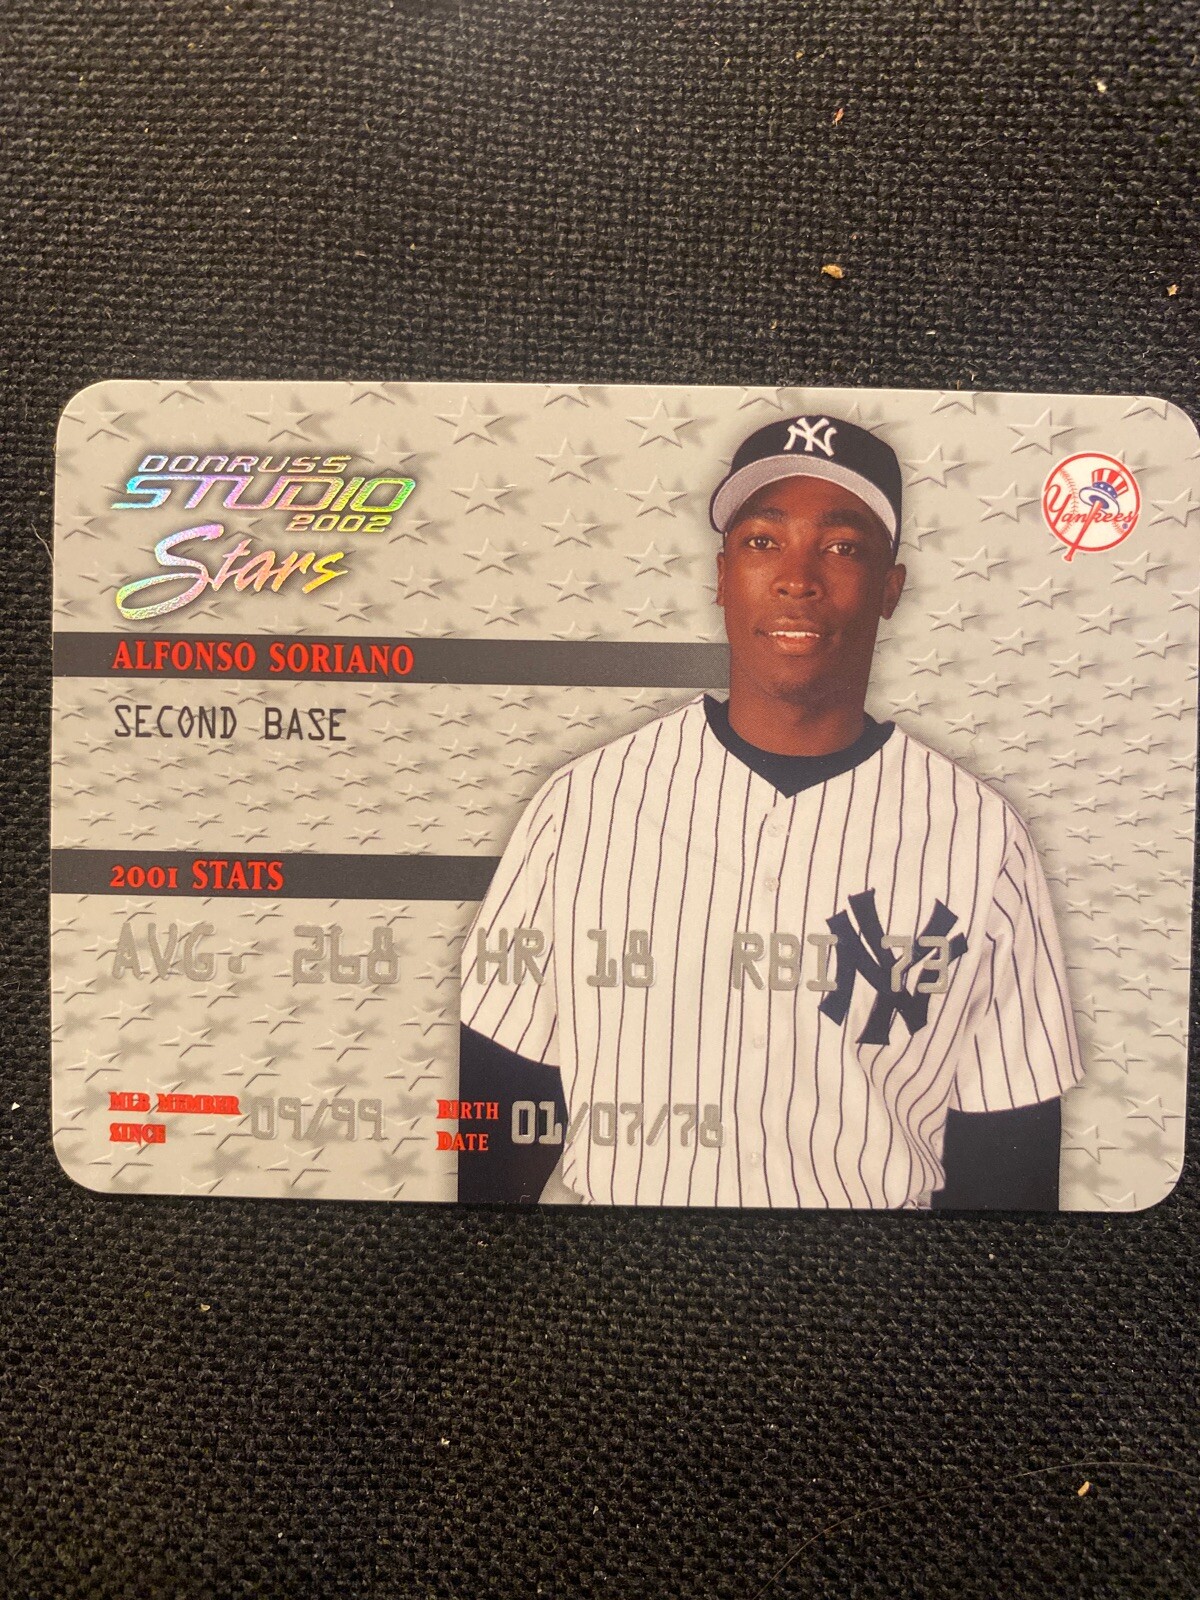 DONRUSS
STUDIO
2002
Stars
NY
Yankees
ALFONSO SORIANO
SECOND BASE
2001 STATS
AVG. 268 HR 18 RBI 73
NY
MLB MEMBER
SINCE
09/99
BIRTH
DATE
01/07/78